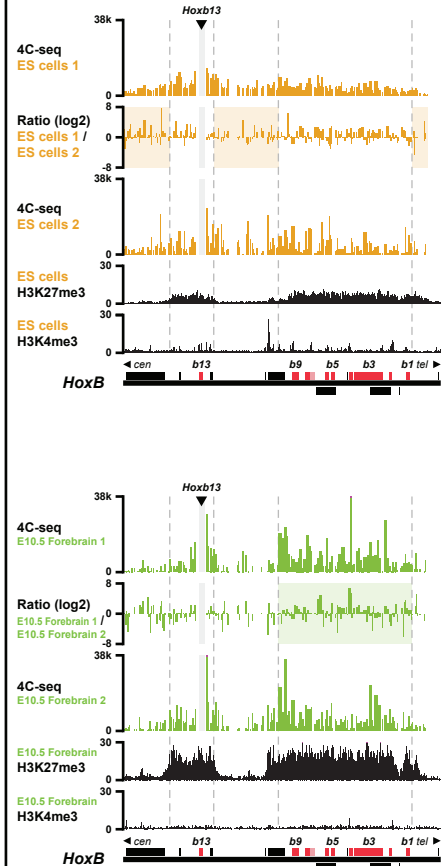 Hoxb13
38k
4C-seq
ES cells 1
0
8
Ratio (log2)
ES cells 1 /
0
ES cells 2
-8
38k
4C-seq
ES cells 2
0
30
ES cells
H3K27me3
0
30
ES cells
H3K4me3
0
◄ cen b13 b9 b5 b3 b1 tel ►
HoxB
Hoxb13
38k
4C-seq
E10.5 Forebrain 1
0
8
Ratio (log2)
0
E10.5 Forebrain 1 /
E10.5 Forebrain 2
-8
38k
4C-seq
E10.5 Forebrain 2
0
30
E10.5 Forebrain
H3K27me3
0
30
E10.5 Forebrain
H3K4me3
0
◄ cen b13 b9 b5 b3 b1 tel ►
HoxB